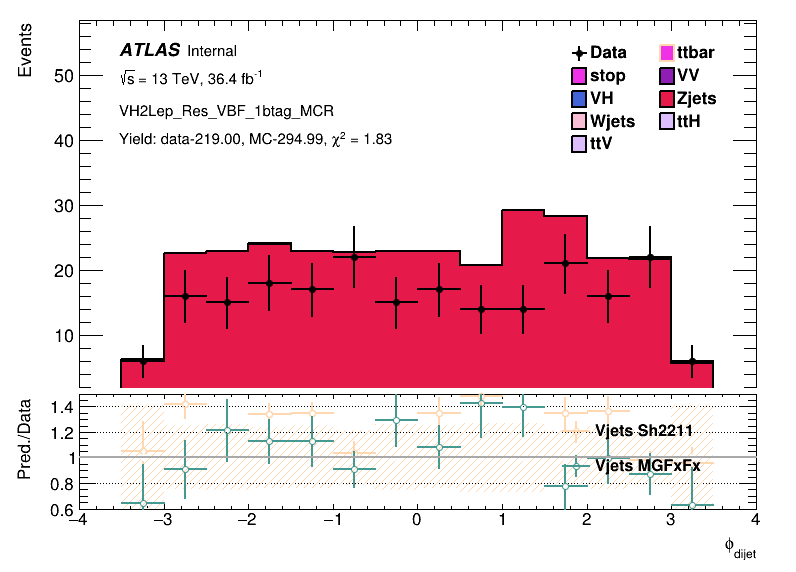 Events
ATLAS Internal
√s = 13 TeV, 36.4 fb⁻¹
VH2Lep_Res_VBF_1btag_MCR
Yield: data-219.00, MC-294.99, χ² = 1.83
Data ttbar
stop VV
VH Zjets
Wjets ttH
ttV
50
40
30
20
10
Pred./Data
1.4
1.2
1
0.8
0.6
Vjets Sh2211
Vjets MGFxFx
−4 −3 −2 −1 0 1 2 3 4
ϕ_dijet